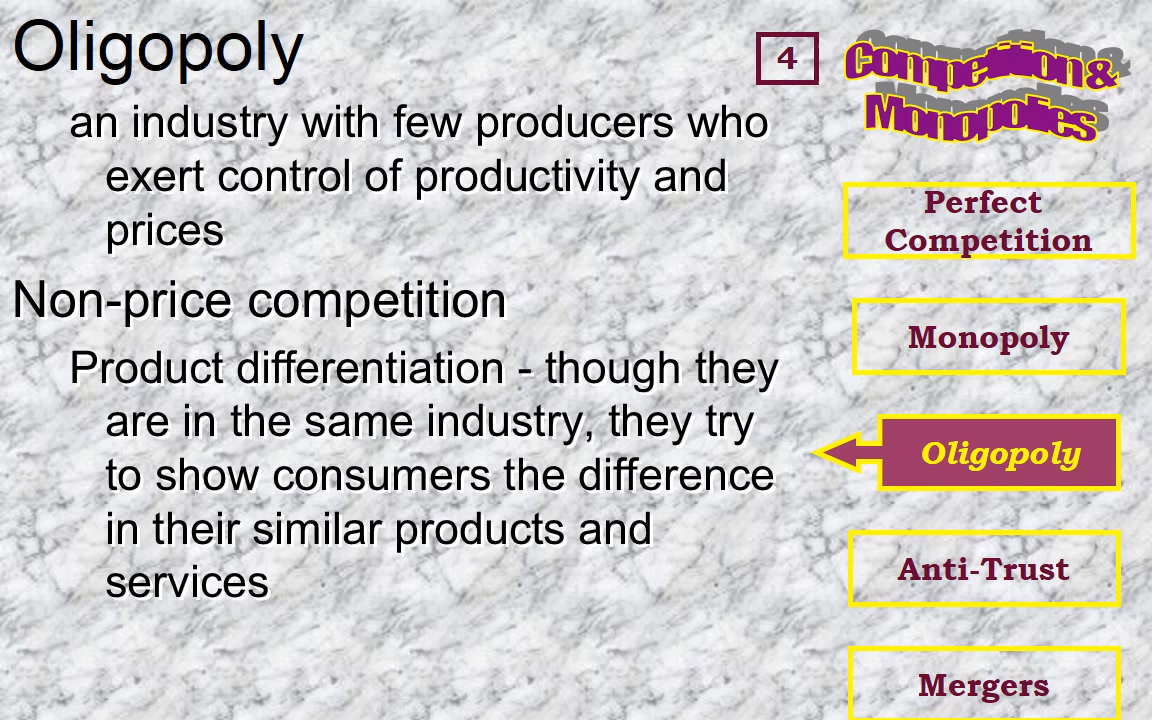 Oligopoly
4
Competition &
Monopolies
an industry with few producers who
exert control of productivity and
prices
Non-price competition
Product differentiation - though they
are in the same industry, they try
to show consumers the difference
in their similar products and
services
Perfect
Competition
Monopoly
Oligopoly
Anti-Trust
Mergers